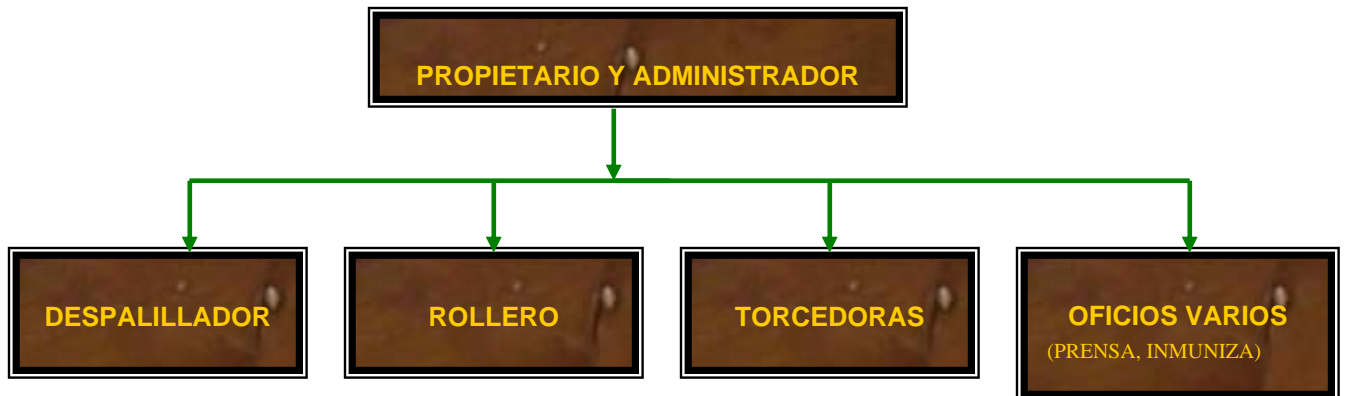 PROPIETARIO Y ADMINISTRADOR
DESPALILLADOR
ROLLERO
TORCEDORAS
OFICIOS VARIOS
(PRENSA, INMUNIZA)